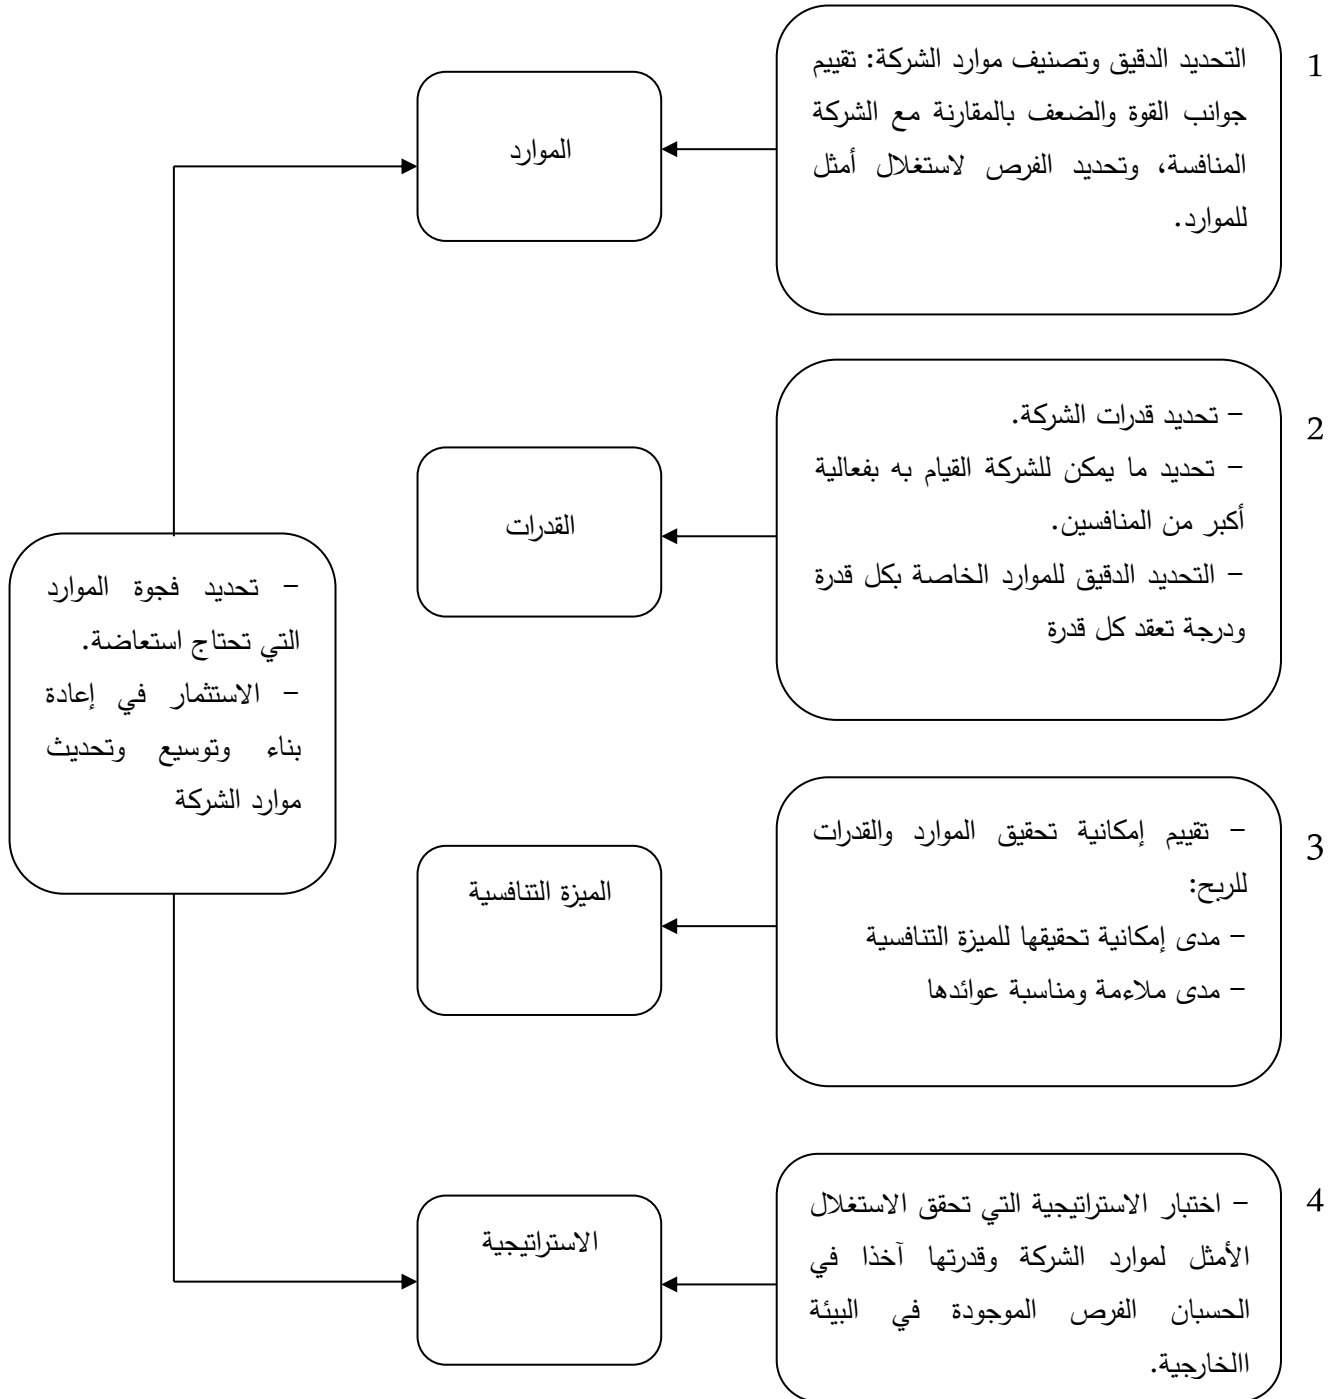 1
التحديد الدقيق وتصنيف موارد الشركة: تقييم
جوانب القوة والضعف بالمقارنة مع الشركة
المنافسة، وتحديد الفرص لاستغلال أمثل
للموارد.
الموارد
2
- تحديد قدرات الشركة.
- تحديد ما يمكن للشركة القيام به بفعالية
أكبر من المنافسين.
- التحديد الدقيق للموارد الخاصة بكل قدرة
ودرجة تعقد كل قدرة
القدرات
- تحديد فجوة الموارد
التي تحتاج استعاضة.
- الاستثمار في إعادة
بناء وتوسيع وتحديث
موارد الشركة
3
- تقييم إمكانية تحقيق الموارد والقدرات
للربح:
- مدى إمكانية تحقيقها للميزة التنافسية
- مدى ملاءمة ومناسبة عوائدها
الميزة التنافسية
4
- اختبار الاستراتيجية التي تحقق الاستغلال
الأمثل لموارد الشركة وقدرتها آخذا في
الحسبان الفرص الموجودة في البيئة
االخارجية.
الاستراتيجية